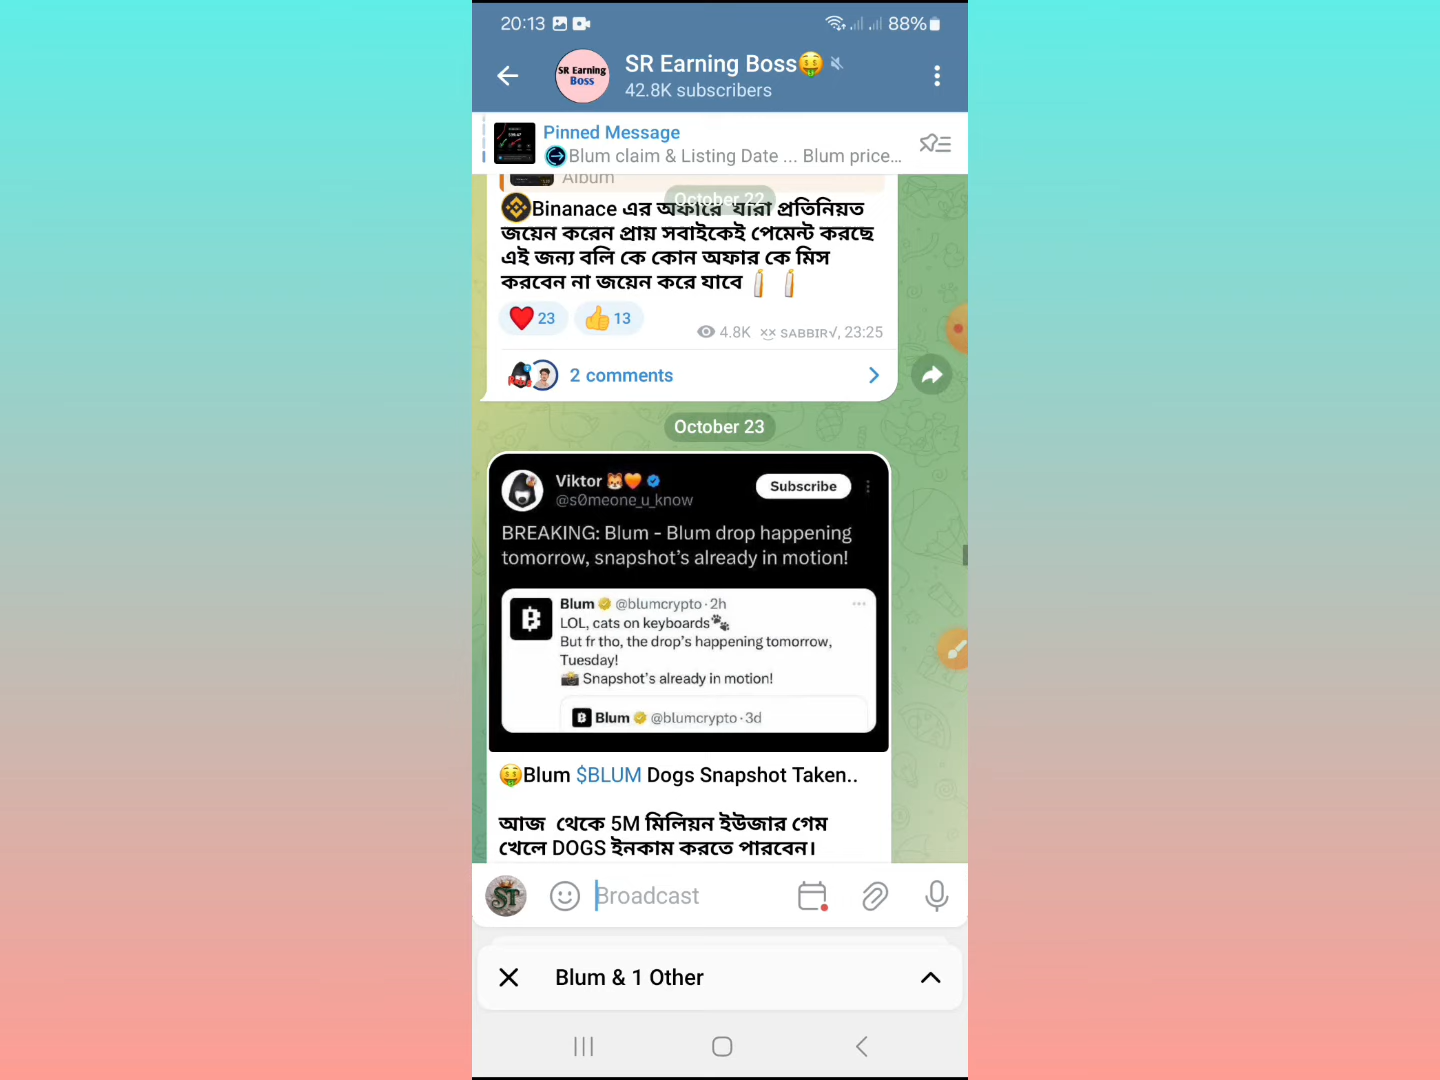 20:13
88%
SR Earning Boss🤑
SR Earning
Boss
42.8K subscribers
Pinned Message
Blum claim & Listing Date ... Blum price...
Album
October 22
Binanace এর অফারে যারা প্রতিনিয়ত
জয়েন করেন প্রায় সবাইকেই পেমেন্ট করছে
এই জন্য বলি কে কোন অফার কে মিস
করবেন না জয়েন করে যাবে
❤️ 23 👍 13
4.8K ×͜× ꜱᴀʙʙɪʀ√, 23:25
2 comments
October 23
Viktor 🐯🧡
Subscribe
@s0meone_u_know
BREAKING: Blum - Blum drop happening
tomorrow, snapshot's already in motion!
Blum @blumcrypto · 2h
LOL, cats on keyboards🐾
But fr tho, the drop's happening tomorrow,
Tuesday!
📸 Snapshot's already in motion!
Blum @blumcrypto · 3d
🤑Blum $BLUM Dogs Snapshot Taken..
আজ থেকে 5M মিলিয়ন ইউজার গেম
খেলে DOGS ইনকাম করতে পারবেন।
ST
Broadcast
Blum & 1 Other